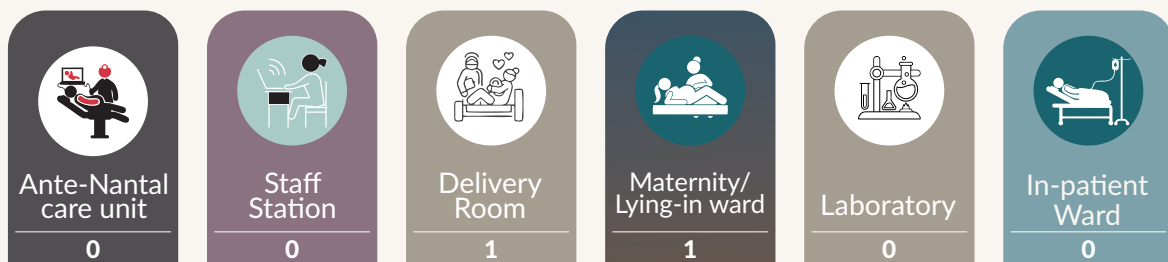 Ante-Nantal
care unit
0
Staff
Station
0
Delivery
Room
1
Maternity/
Lying-in ward
1
Laboratory
0
In-patient
Ward
0